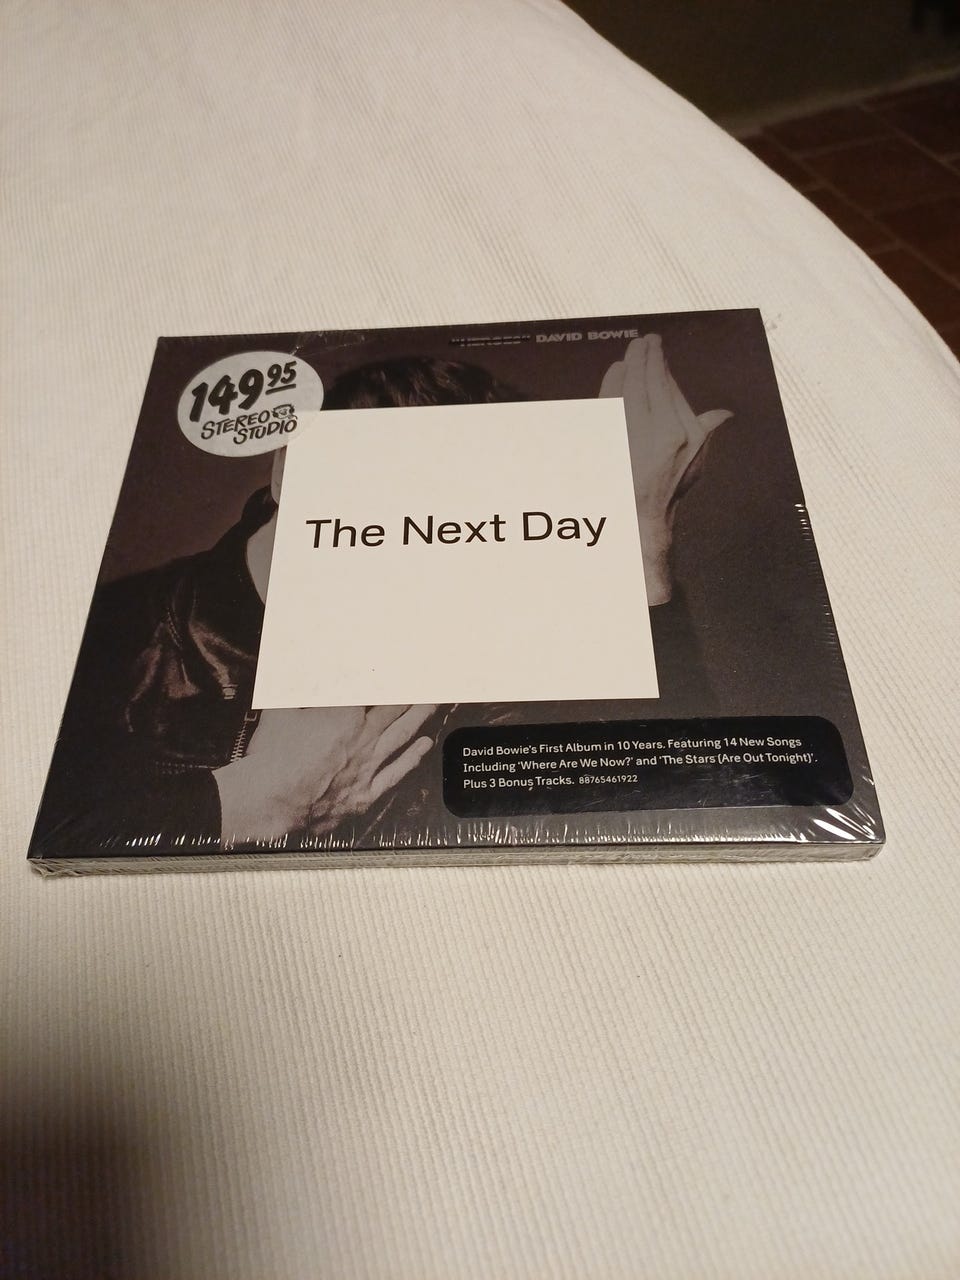 "HEROES" DAVID BOWIE
149 95
STEREO
STUDIO
The Next Day
David Bowie's First Album in 10 Years. Featuring 14 New Songs
Including 'Where Are We Now?' and 'The Stars (Are Out Tonight)'.
Plus 3 Bonus Tracks. 88765461922